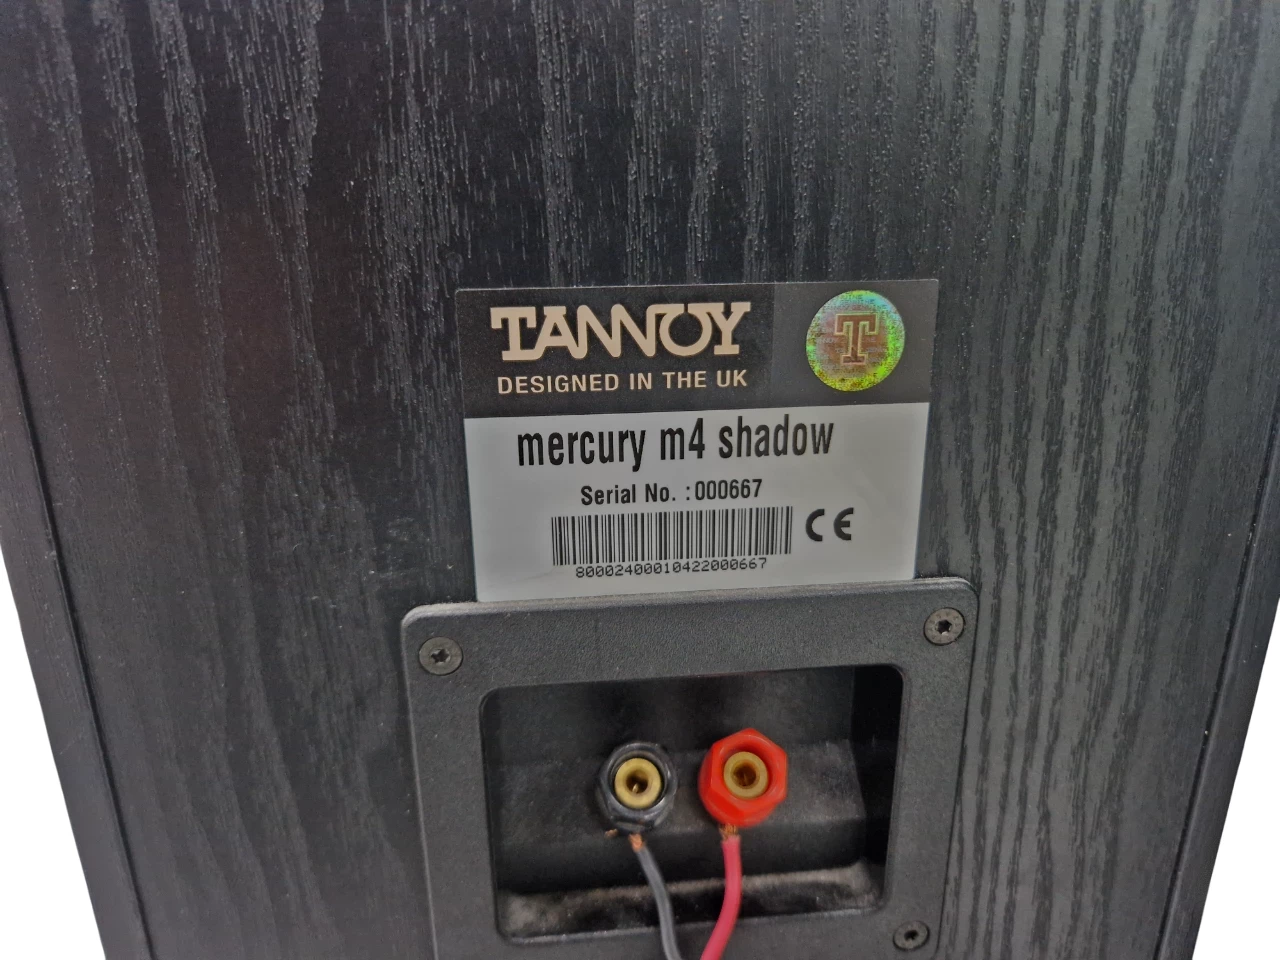 TANNOY
DESIGNED IN THE UK
T
mercury m4 shadow
Serial No. :000667
CE
80002400010422000667